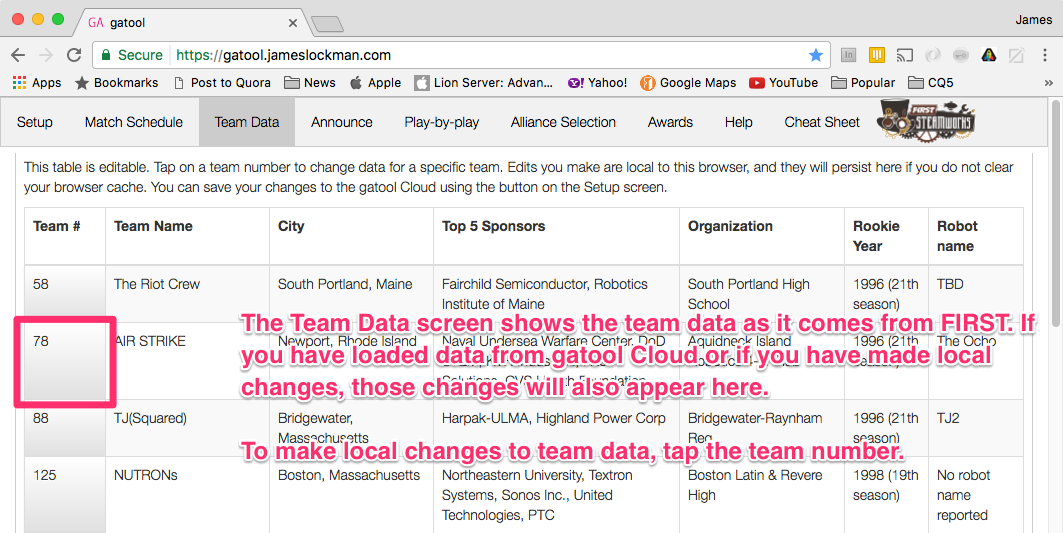 GA gatool
James
Secure https://gatool.jameslockman.com
Apps Bookmarks Post to Quora News Apple Lion Server: Advan... Yahoo! Google Maps YouTube Popular CQ5 »
Setup Match Schedule Team Data Announce Play-by-play Alliance Selection Awards Help Cheat Sheet FIRST STEAMWORKS
This table is editable. Tap on a team number to change data for a specific team. Edits you make are local to this browser, and they will persist here if you do not clear
your browser cache. You can save your changes to the gatool Cloud using the button on the Setup screen.
Team # Team Name City Top 5 Sponsors Organization Rookie Robot
Year name
58 The Riot Crew South Portland, Maine Fairchild Semiconductor, Robotics South Portland High 1996 (21th TBD
Institute of Maine School season)
The Team Data screen shows the team data as it comes from FIRST. If
you have loaded data from gatool Cloud or if you have made local
changes, those changes will also appear here.
78 AIR STRIKE Newport, Rhode Island Naval Undersea Warfare Center, DoD Aquidneck Island The Ocho
88 TJ(Squared) Bridgewater, Harpak-ULMA, Highland Power Corp Bridgewater-Raynham 1996 (21th TJ2
Massachusetts Reg season)
To make local changes to team data, tap the team number.
125 NUTRONs Boston, Massachusetts Northeastern University, Textron Boston Latin & Revere 1998 (19th No robot
Systems, Sonos Inc., United High season) name
Technologies, PTC reported